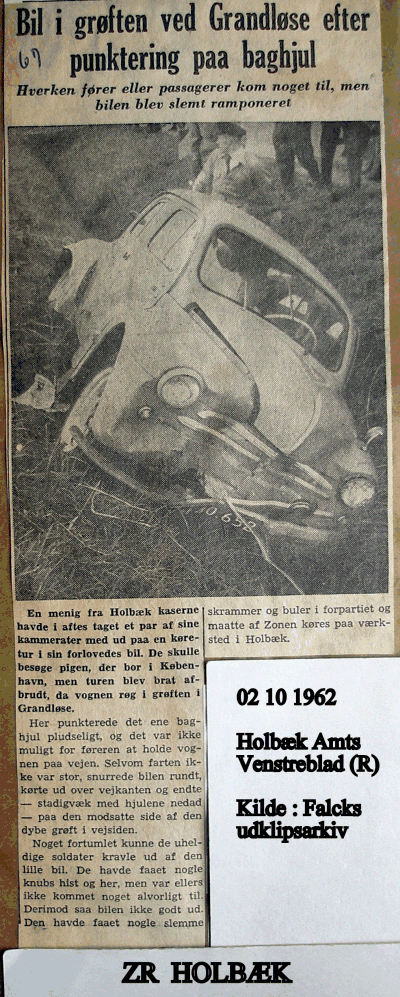 Bil i grøften ved Grandløse efter
punktering paa baghjul
69
Hverken fører eller passagerer kom noget til, men
bilen blev slemt ramponeret
10 652
En menig fra Holbæk kaserne
havde i aftes taget et par af sine
kammerater med ud paa en køre-
tur i sin forlovedes bil. De skulle
besøge pigen, der bor i Køben-
havn, men turen blev brat af-
brudt, da vognen røg i grøften i
Grandløse.
Her punkterede det ene bag-
hjul pludseligt, og det var ikke
muligt for føreren at holde vog-
nen paa vejen. Selvom farten ik-
ke var stor, snurrede bilen rundt,
kørte ud over vejkanten og endte
— stadigvæk med hjulene nedad
— paa den modsatte side af den
dybe grøft i vejsiden.
Noget fortumlet kunne de uhel-
dige soldater kravle ud af den
lille bil. De havde faaet nogle
knubs hist og her, men var ellers
ikke kommet noget alvorligt til.
Derimod saa bilen ikke godt ud.
Den havde faaet nogle slemme
skrammer og buler i forpartiet og
maatte af Zonen køres paa værk-
sted i Holbæk.
02 10 1962
Holbæk Amts
Venstreblad (R)
Kilde : Falcks
udklipsarkiv
ZR HOLBÆK